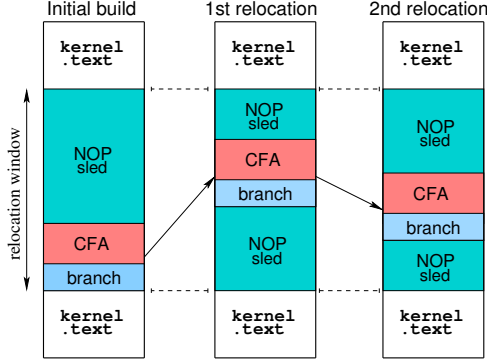 Initial build
1st relocation
2nd relocation
kernel
.text
kernel
.text
kernel
.text
relocation window
NOP
sled
CFA
branch
NOP
sled
CFA
branch
NOP
sled
NOP
sled
CFA
branch
NOP
sled
kernel
.text
kernel
.text
kernel
.text